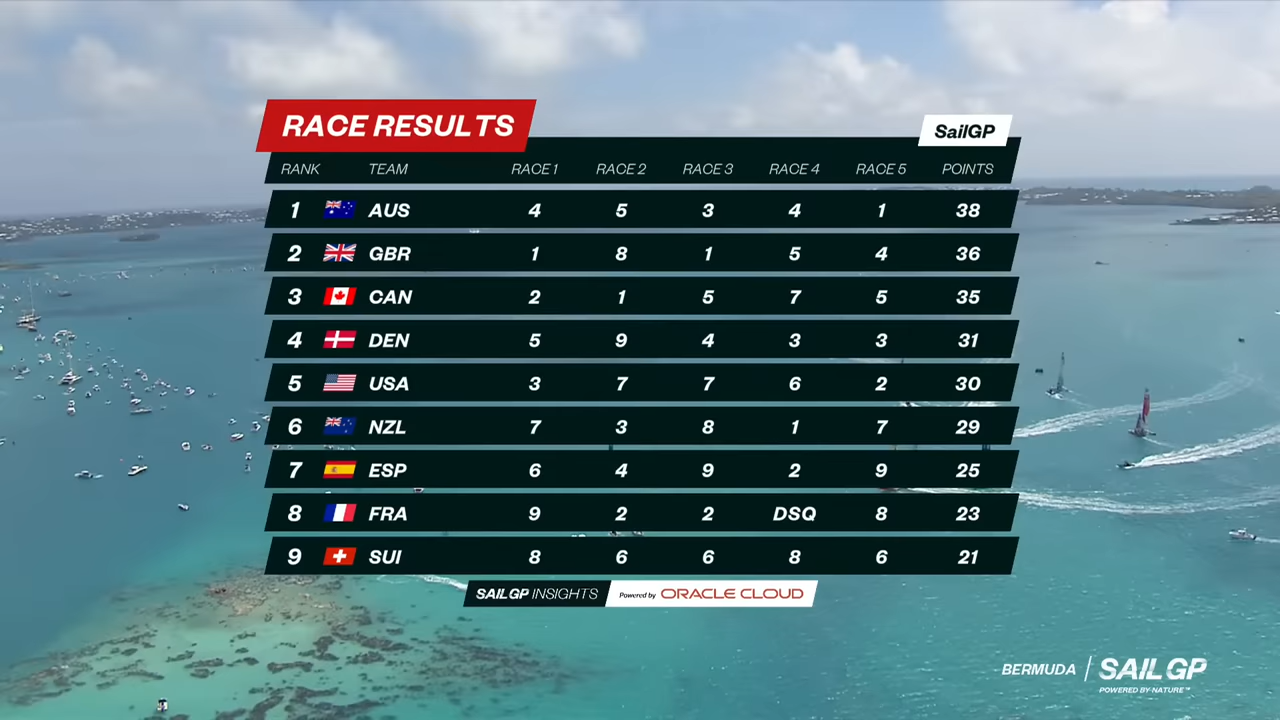 RACE RESULTS
SailGP
RANK TEAM RACE 1 RACE 2 RACE 3 RACE 4 RACE 5 POINTS
1 AUS 4 5 3 4 1 38
2 GBR 1 8 1 5 4 36
3 CAN 2 1 5 7 5 35
4 DEN 5 9 4 3 3 31
5 USA 3 7 7 6 2 30
6 NZL 7 3 8 1 7 29
7 ESP 6 4 9 2 9 25
8 FRA 9 2 2 DSQ 8 23
9 SUI 8 6 6 8 6 21
SAILGP INSIGHTS Powered by ORACLE CLOUD
BERMUDA SAILGP
POWERED BY NATURE™